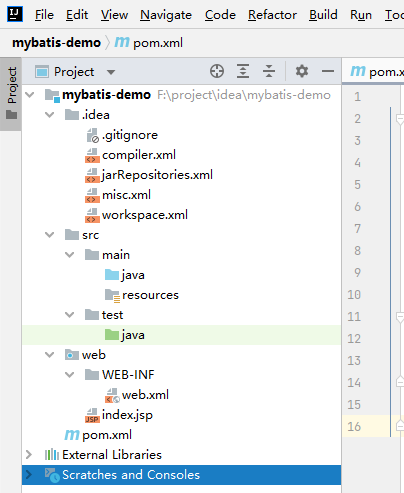 IJ File Edit View Navigate Code Refactor Build Run T
mybatis-demo pom.xml
Project
Project
pom.x
mybatis-demo F:\project\idea\mybatis-demo
.idea
.gitignore
compiler.xml
jarRepositories.xml
misc.xml
workspace.xml
src
main
java
resources
test
java
web
WEB-INF
web.xml
JSP index.jsp
pom.xml
External Libraries
Scratches and Consoles
1
2
3
4
5
6
7
8
9
10
11
12
13
14
15
16